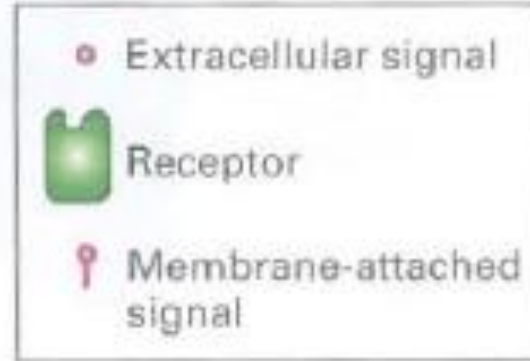 Extracellular signal
Receptor
Membrane-attached
signal